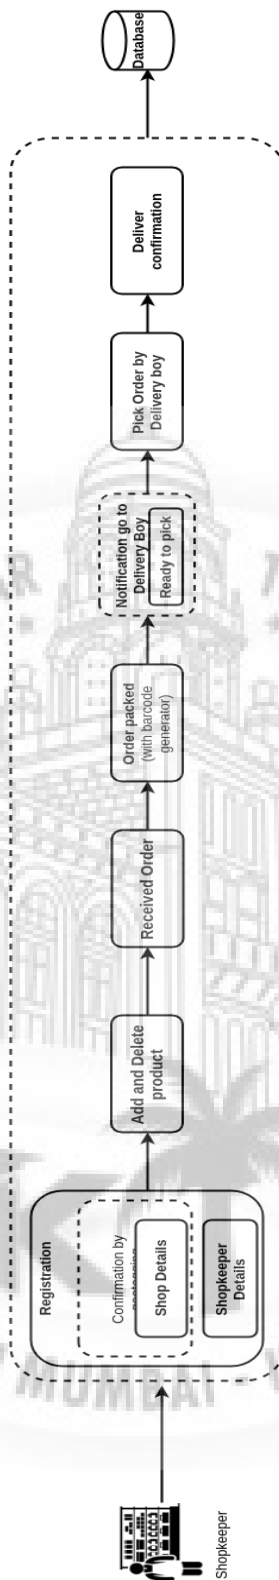 Shopkeeper
Registration
Confirmation by
Shop Details
Shopkeeper
Details
Add and Delete
product
Received Order
Order packed
(with barcode
generator)
Notification go to
Delivery Boy
Ready to pick
Pick Order by
Delivery boy
Deliver
confirmation
Database
MUMBAI